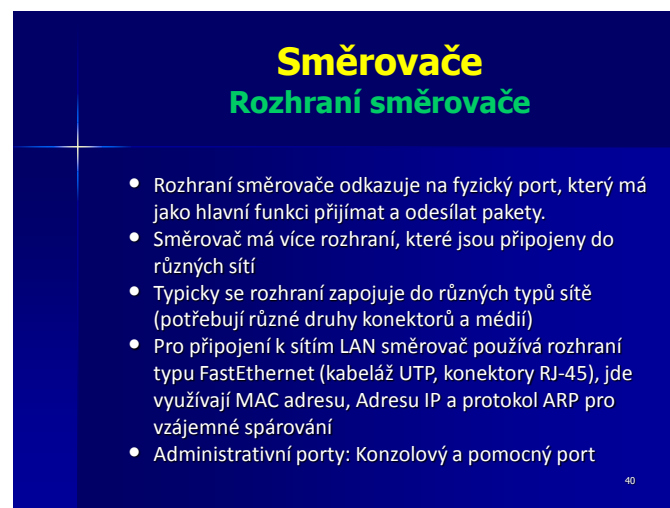 Směrovače
Rozhraní směrovače
• Rozhraní směrovače odkazuje na fyzický port, který má
jako hlavní funkci přijímat a odesílat pakety.
• Směrovač má více rozhraní, které jsou připojeny do
různých sítí
• Typicky se rozhraní zapojuje do různých typů sítě
(potřebují různé druhy konektorů a médií)
• Pro připojení k sítím LAN směrovač používá rozhraní
typu FastEthernet (kabeláž UTP, konektory RJ-45), jde
využívají MAC adresu, Adresu IP a protokol ARP pro
vzájemné spárování
• Administrativní porty: Konzolový a pomocný port
40